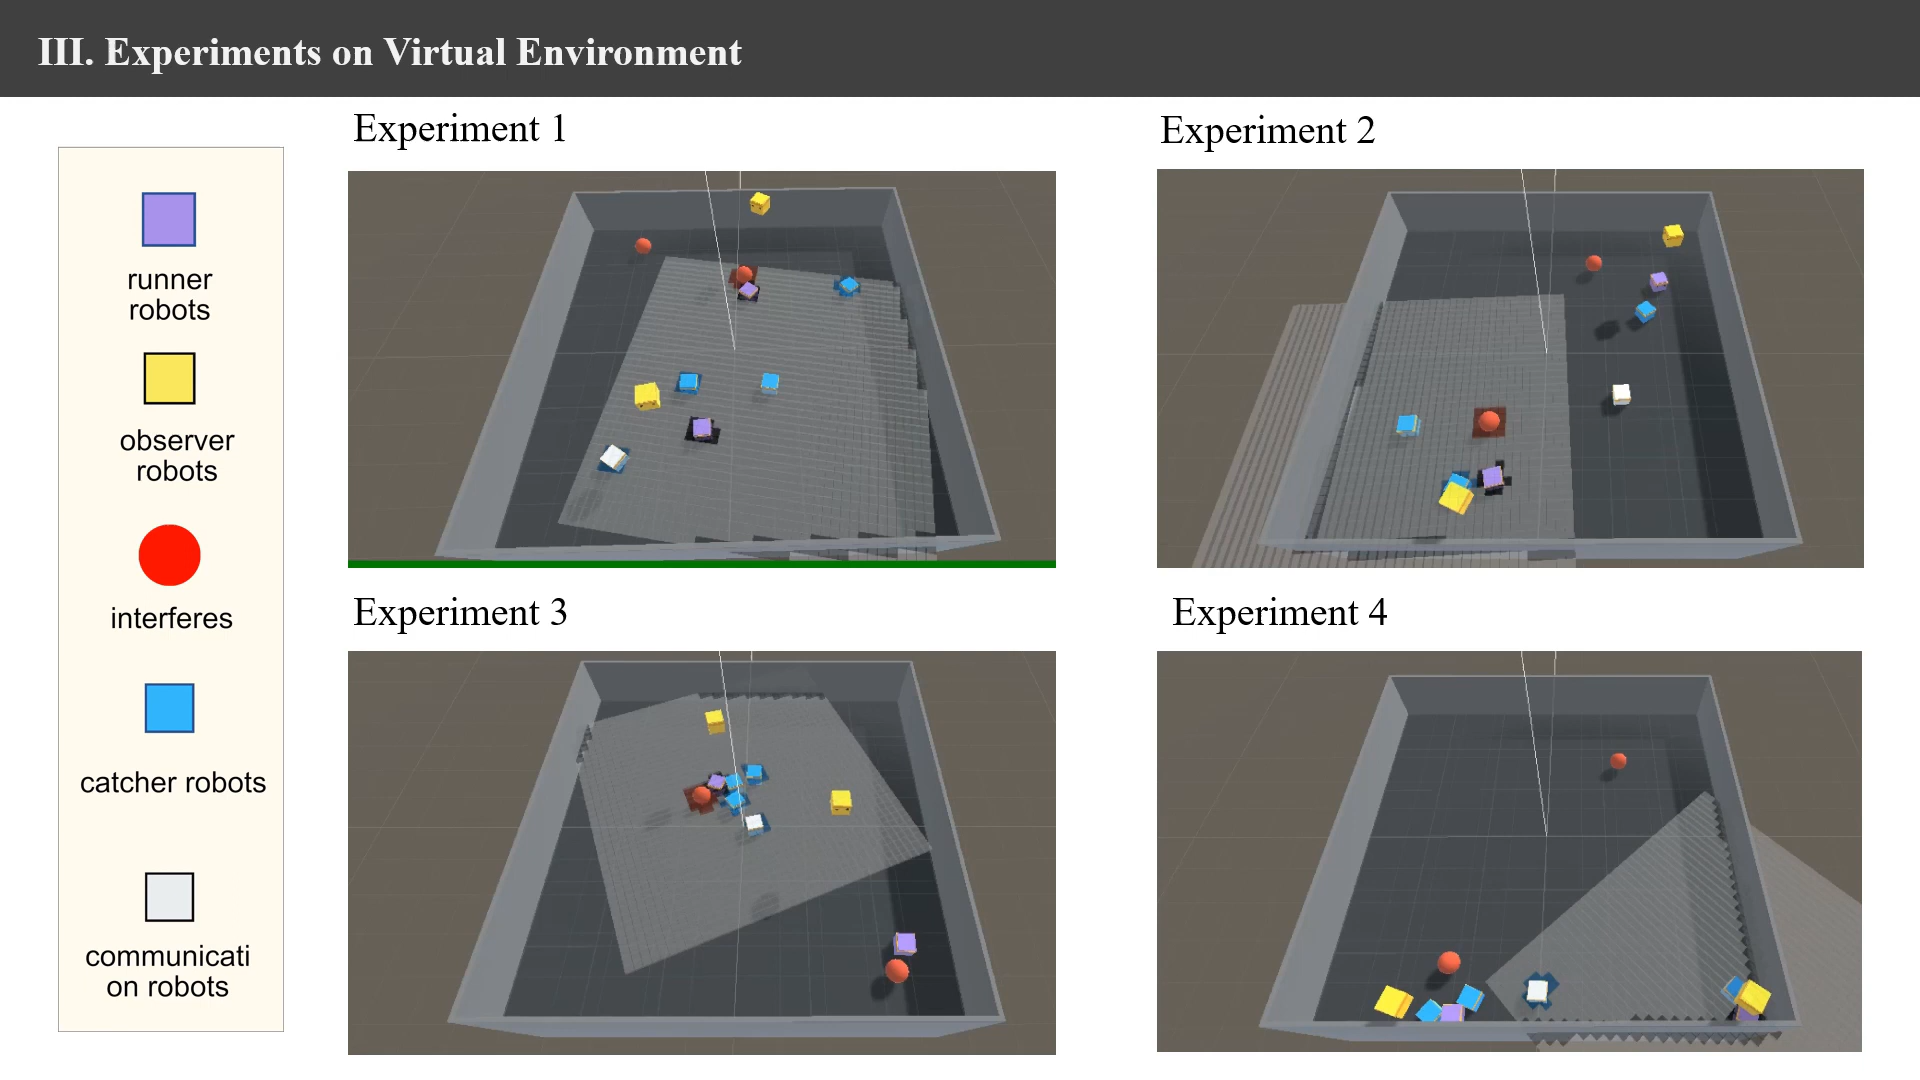 III. Experiments on Virtual Environment
runner
robots
observer
robots
interferes
catcher robots
communicati
on robots
Experiment 1
Experiment 2
Experiment 3
Experiment 4